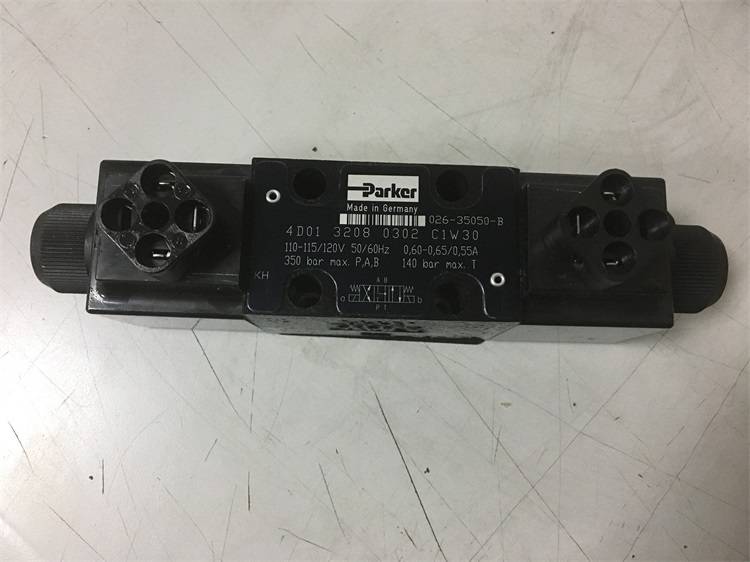 Parker
Made in Germany
026-35050-B
4D01 3208 0302 C1W30
110-115/120V 50/60Hz 0,60-0,65/0,55A
350 bar max. P,A,B 140 bar max. T
KH
A B
a b
P T